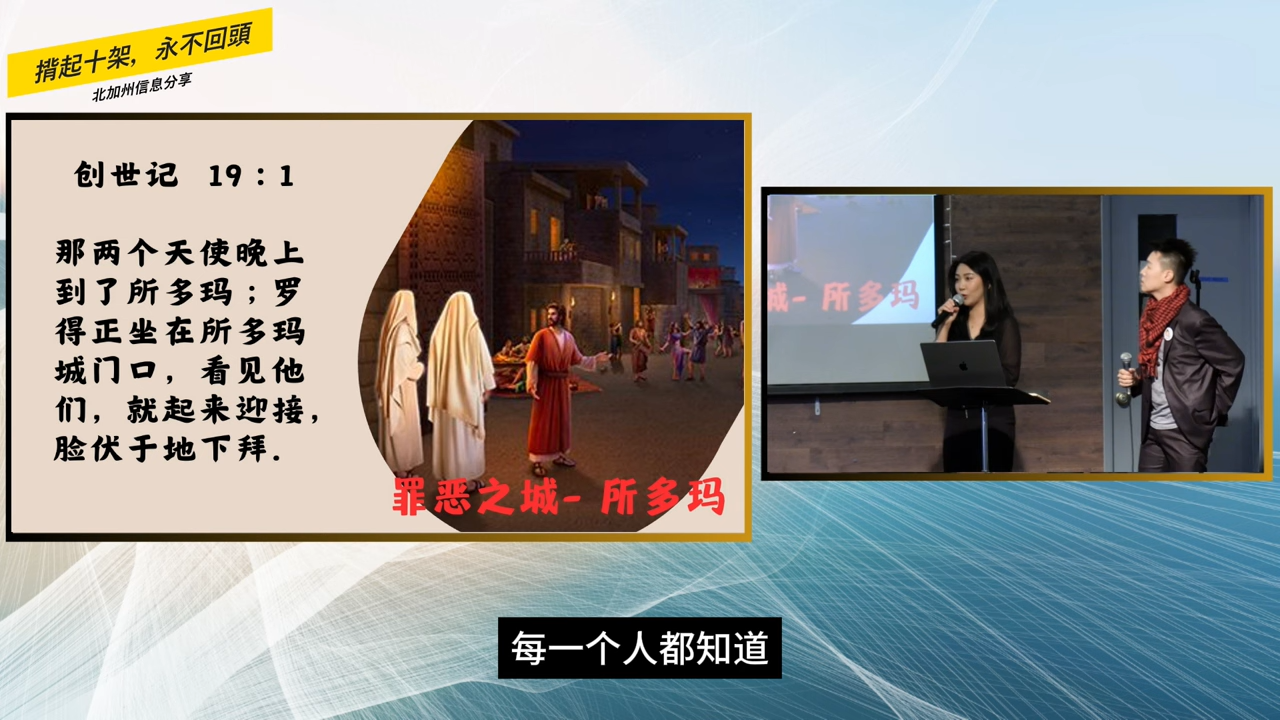 揹起十架，永不回頭
北加州信息分享
创世记 19：1
那两个天使晚上
到了所多玛；罗
得正坐在所多玛
城门口，看见他
们，就起来迎接，
脸伏于地下拜.
罪恶之城- 所多玛
城- 所多玛
每一个人都知道